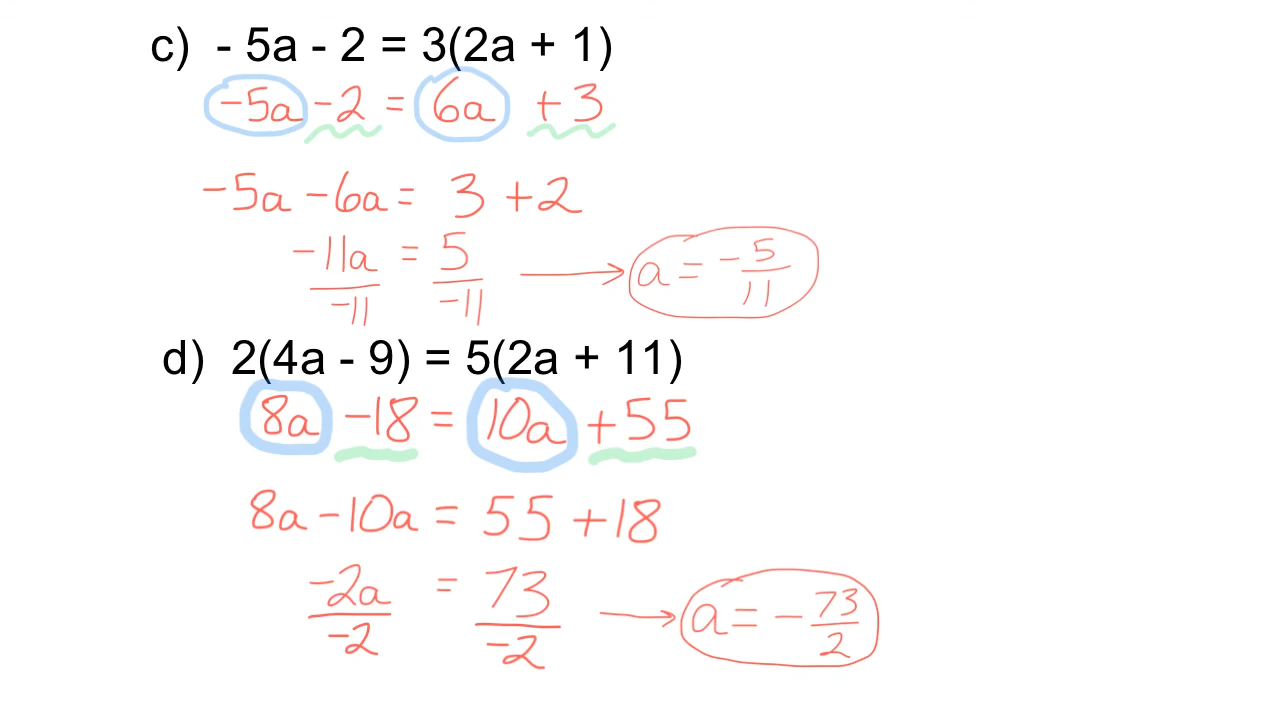 c) - 5a - 2 = 3(2a + 1)
-5a -2 = 6a +3
-5a -6a = 3 +2
-11a/-11 = 5/-11 → a = -5/11
d) 2(4a - 9) = 5(2a + 11)
8a -18 = 10a +55
8a -10a = 55 +18
-2a/-2 = 73/-2 → a = -73/2